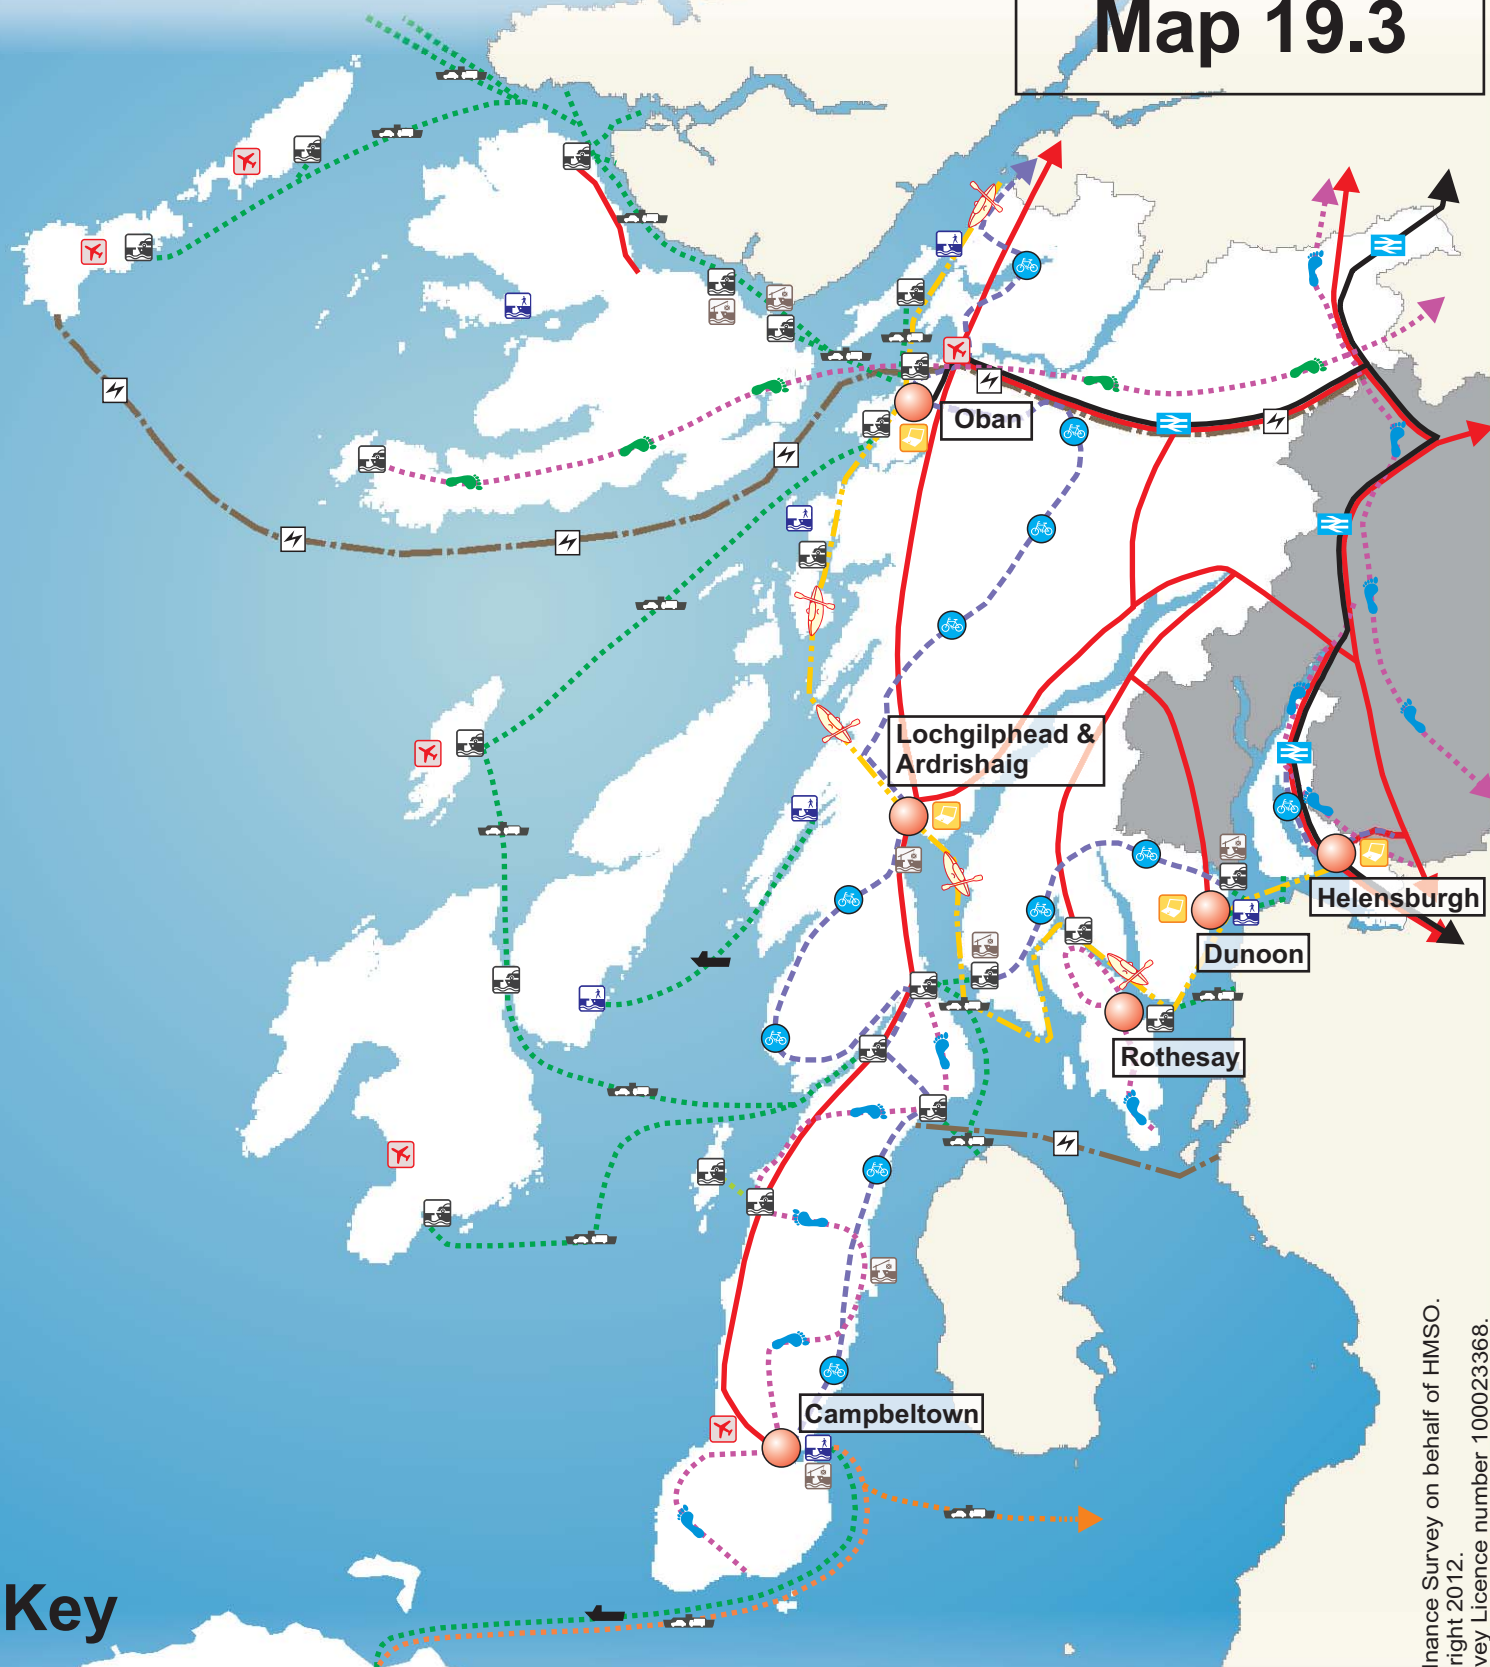 Map 19.3
Oban
Lochgilphead &
Ardrishaig
Helensburgh
Dunoon
Rothesay
Campbeltown
Key
right 2012.
vey Licence number 100023368.
nance Survey on behalf of HMSO.